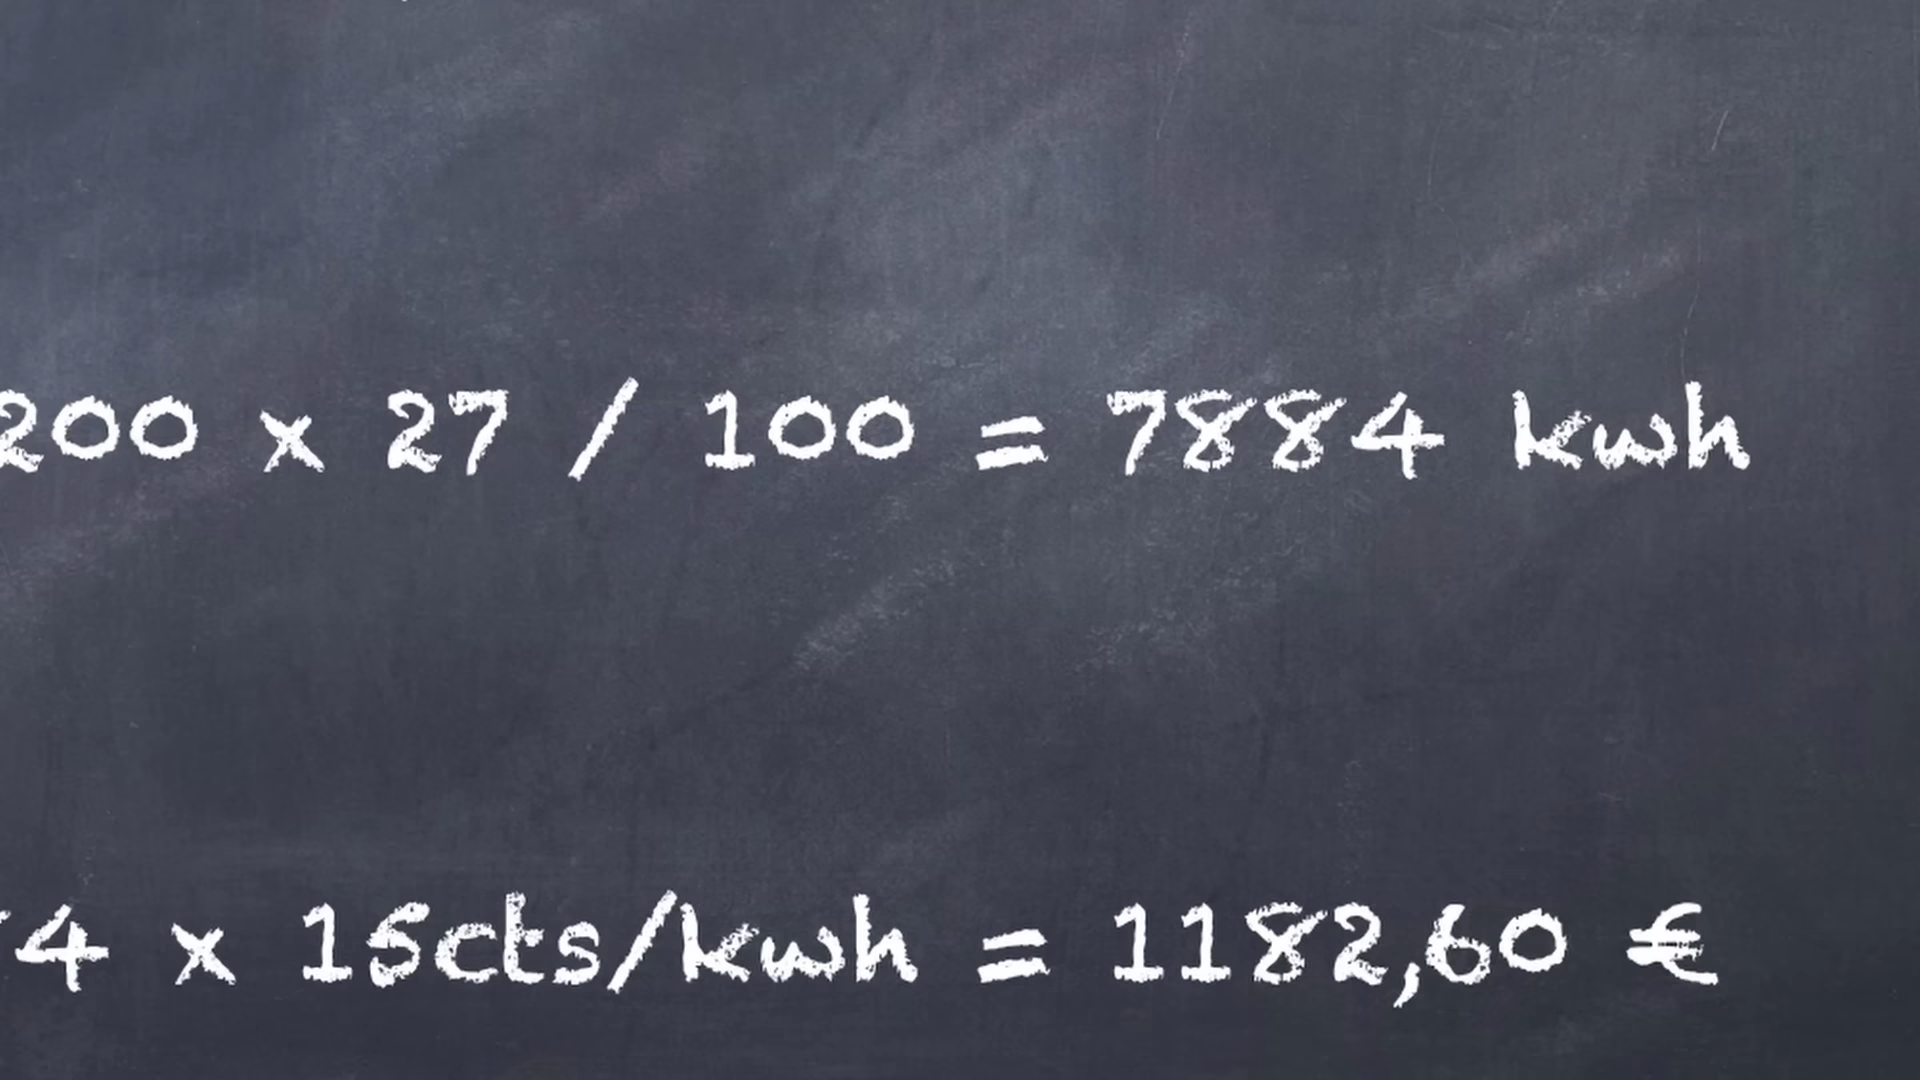 200 x 27 / 100 = 7884 kwh
4 x 15cts/kwh = 1182,60 €